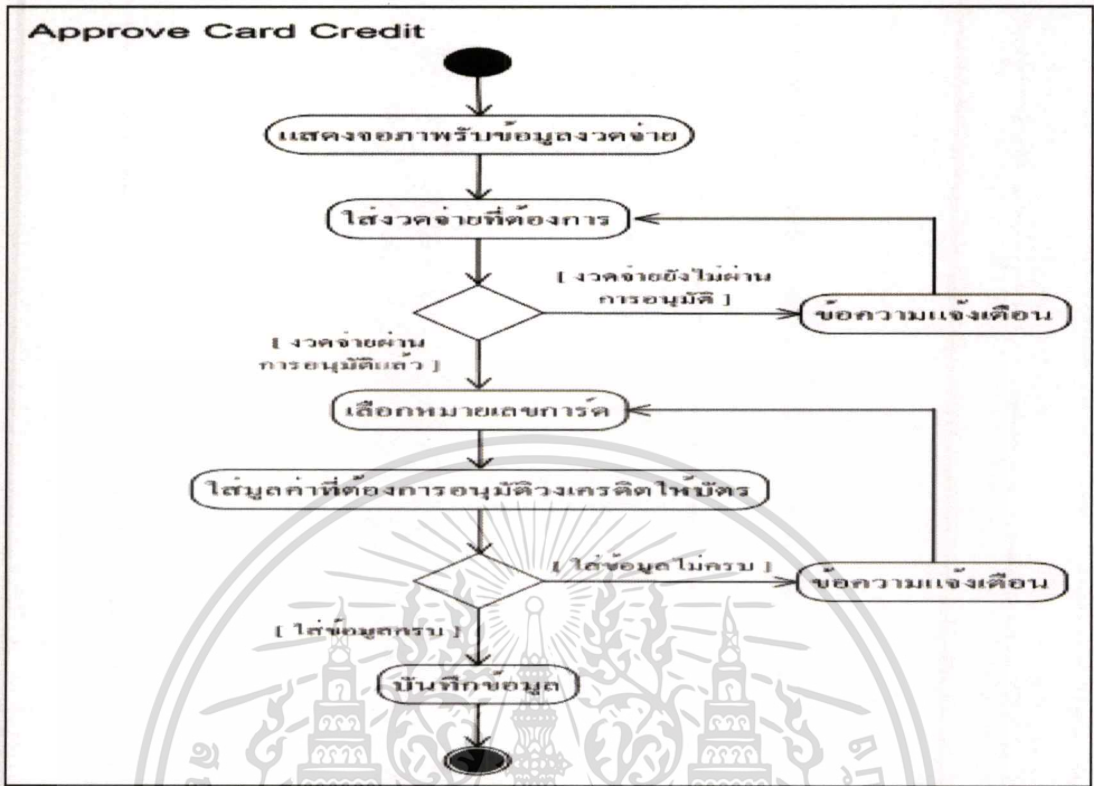 Approve Card Credit
แสดงจอภาพรับข้อมูลงวดจ่าย
ใส่งวดจ่ายที่ต้องการ
[ งวดจ่ายยังไม่ผ่าน
การอนุมัติ ]
ข้อความแจ้งเตือน
[ งวดจ่ายผ่าน
การอนุมัติแล้ว ]
เลือกหมายเลขการ์ด
ใส่มูลค่าที่ต้องการอนุมัติวงเครดิตให้บัตร
[ ใส่ข้อมูลไม่ครบ ]
ข้อความแจ้งเตือน
[ ใส่ข้อมูลครบ ]
บันทึกข้อมูล